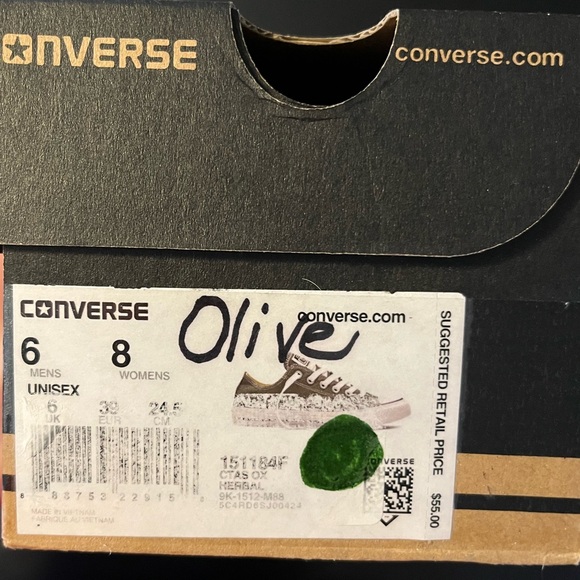 CONVERSE
converse.com
CONVERSE
Olive
converse.com
6
MENS
8
WOMENS
UNISEX
6
UK
39
EUR
24.5
CM
151184F
CTAS OX
HERBAL
9K-1512-M88
5C4RD6SJ00424
CONVERSE
MADE IN VIETNAM
FABRIQUÉ AU VIETNAM
SUGGESTED RETAIL PRICE
$55.00